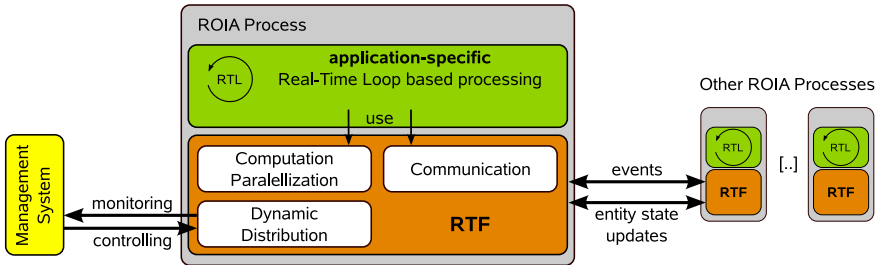 ROIA Process
application-specific
Real-Time Loop based processing
RTL
use
Computation
Paralellization
Communication
Dynamic
Distribution
RTF
Management
System
monitoring
controlling
events
entity state
updates
Other ROIA Processes
RTL
RTF
[..]
RTL
RTF